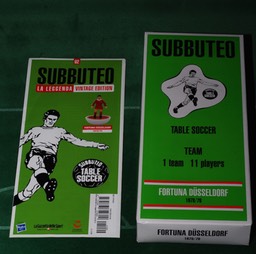 SUBBUTEO
LA LEGGENDA VINTAGE EDITION
SUBBUTEO
TABLE
SOCCER
Hasbro
SUBBUTEO
TABLE SOCCER
TEAM
1 team 11 players
FORTUNA DÜSSELDORF
1978/79
FORTUNA DÜSSELDORF
1978/79